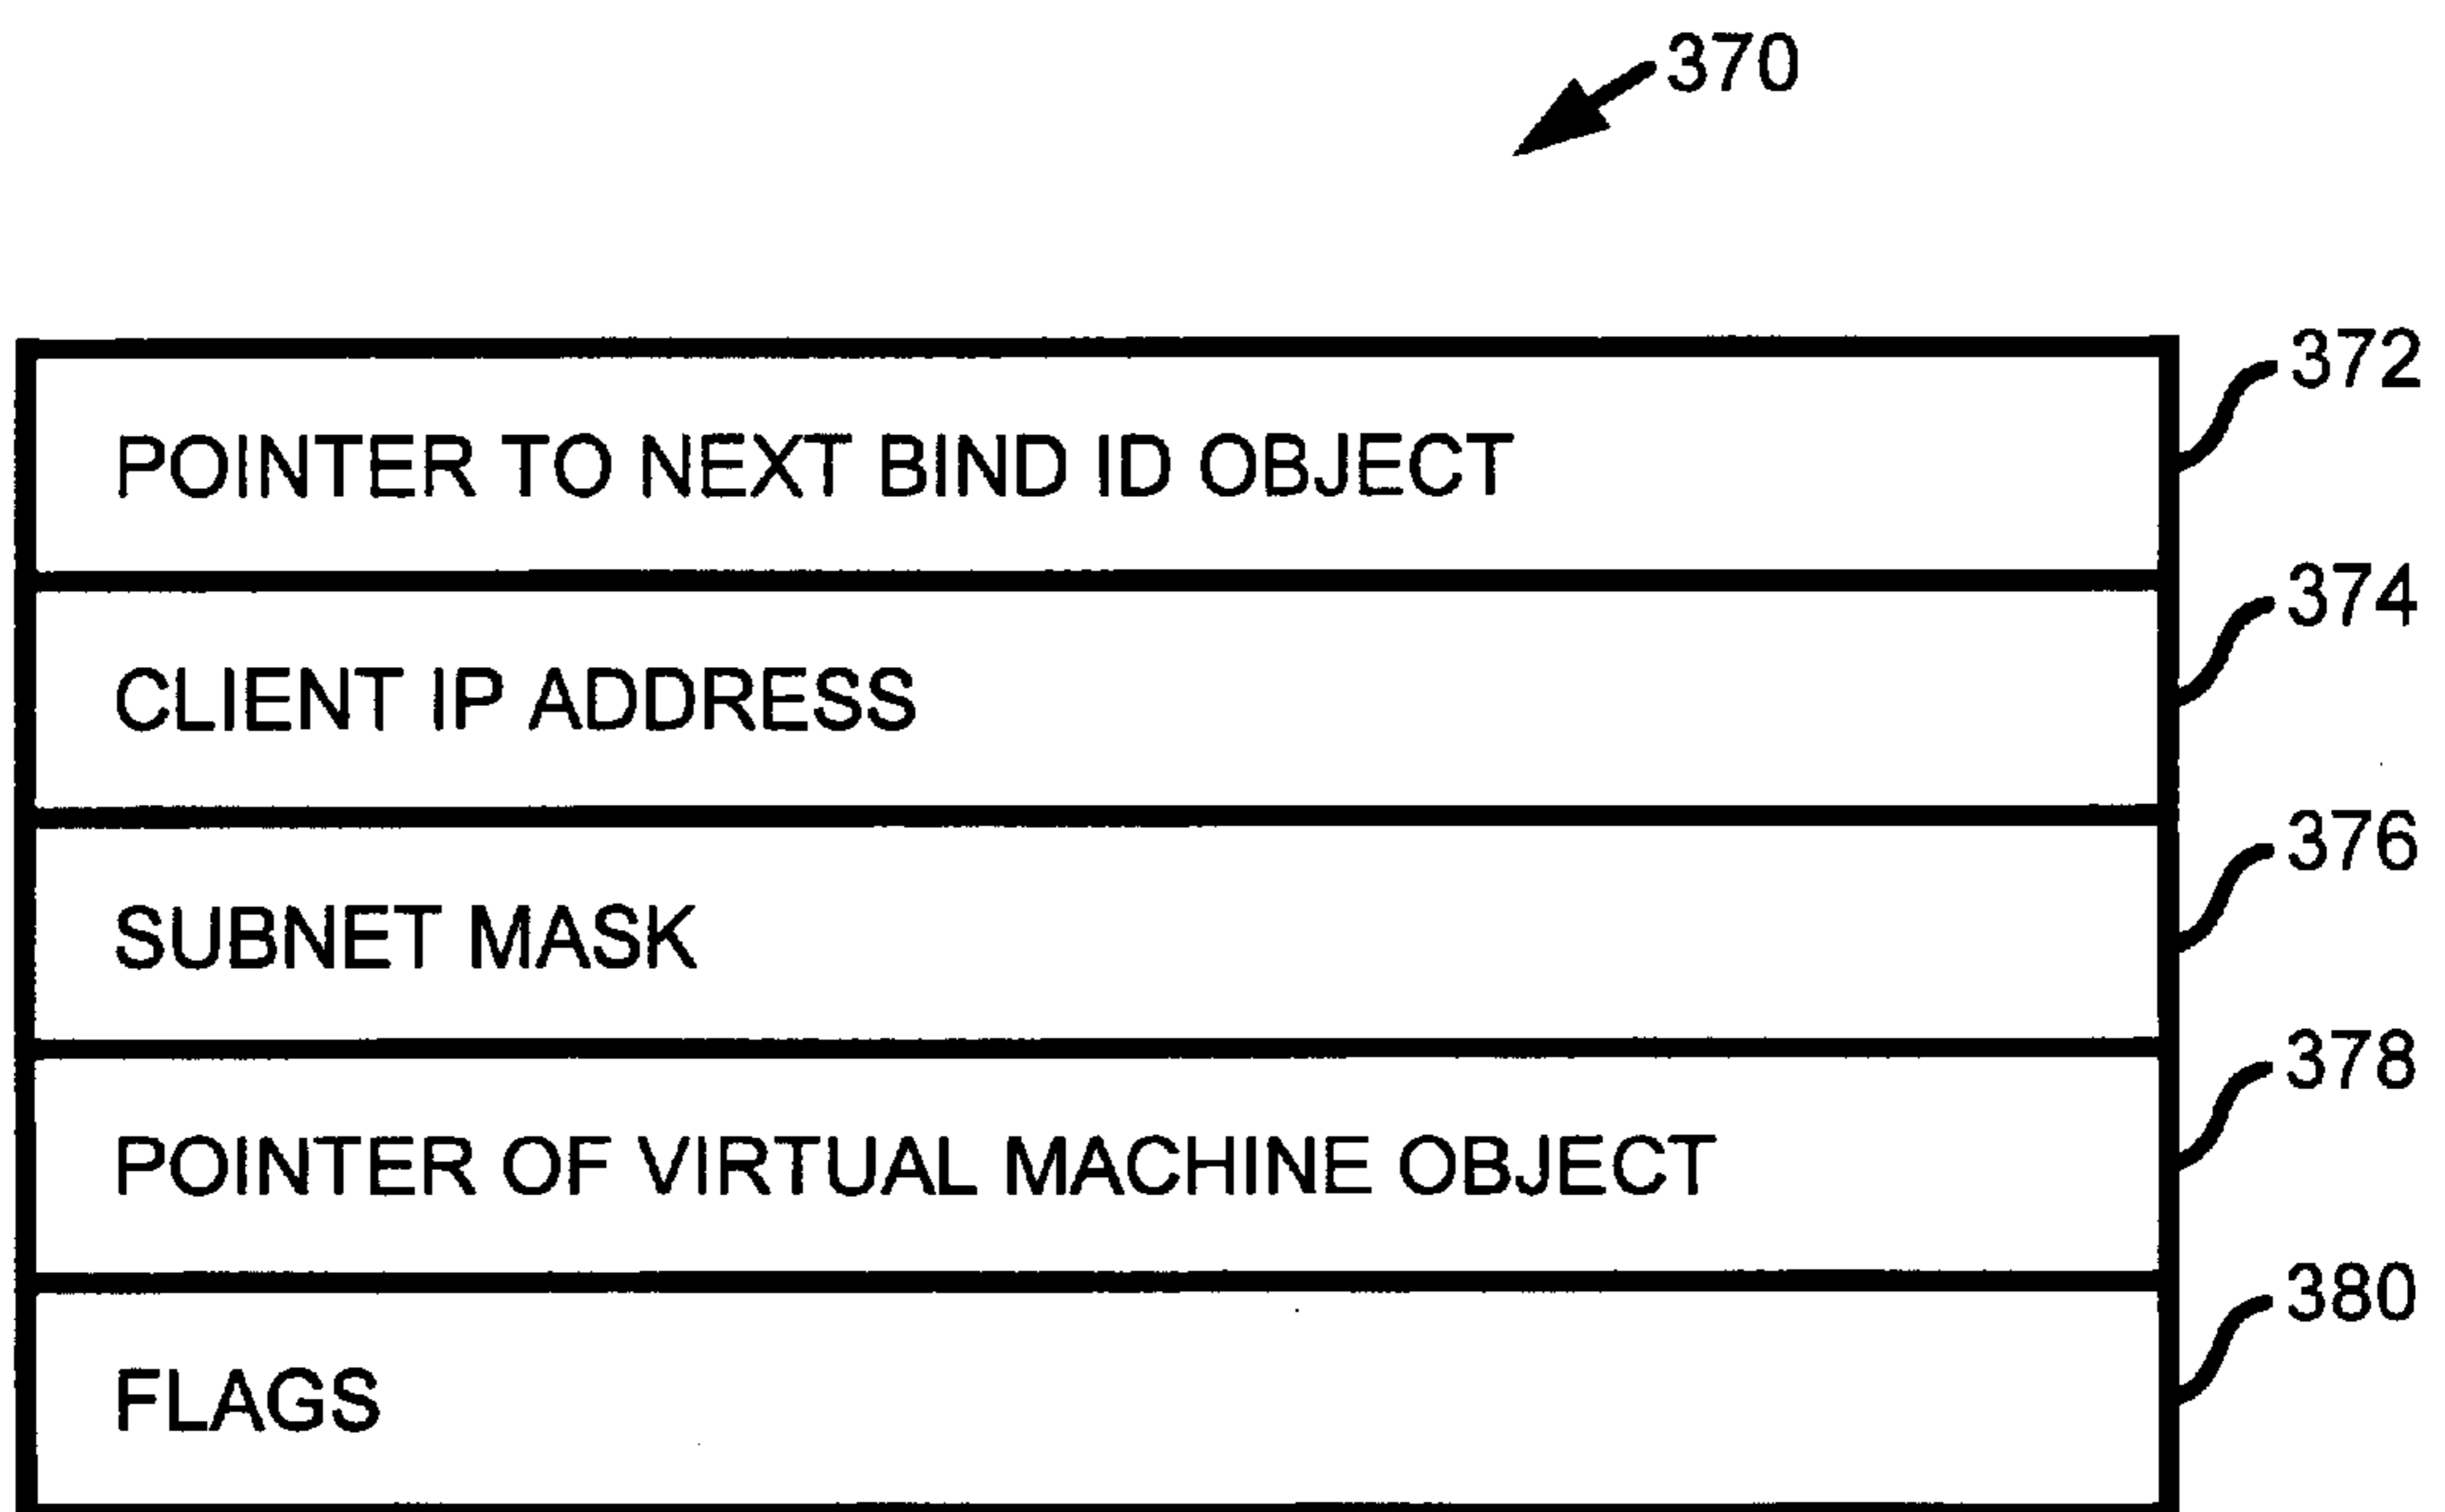 370
372
POINTER TO NEXT BIND ID OBJECT
374
CLIENT IP ADDRESS
376
SUBNET MASK
378
POINTER OF VIRTUAL MACHINE OBJECT
380
FLAGS